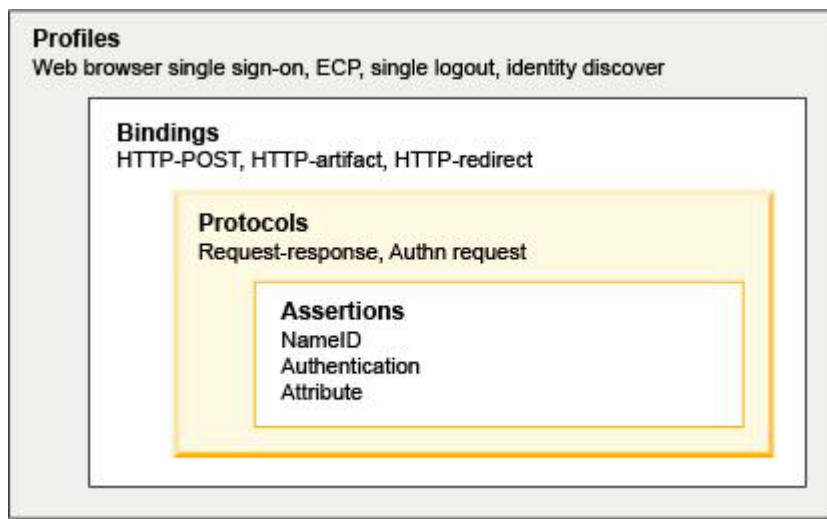 Profiles
Web browser single sign-on, ECP, single logout, identity discover
Bindings
HTTP-POST, HTTP-artifact, HTTP-redirect
Protocols
Request-response, Authn request
Assertions
NameID
Authentication
Attribute